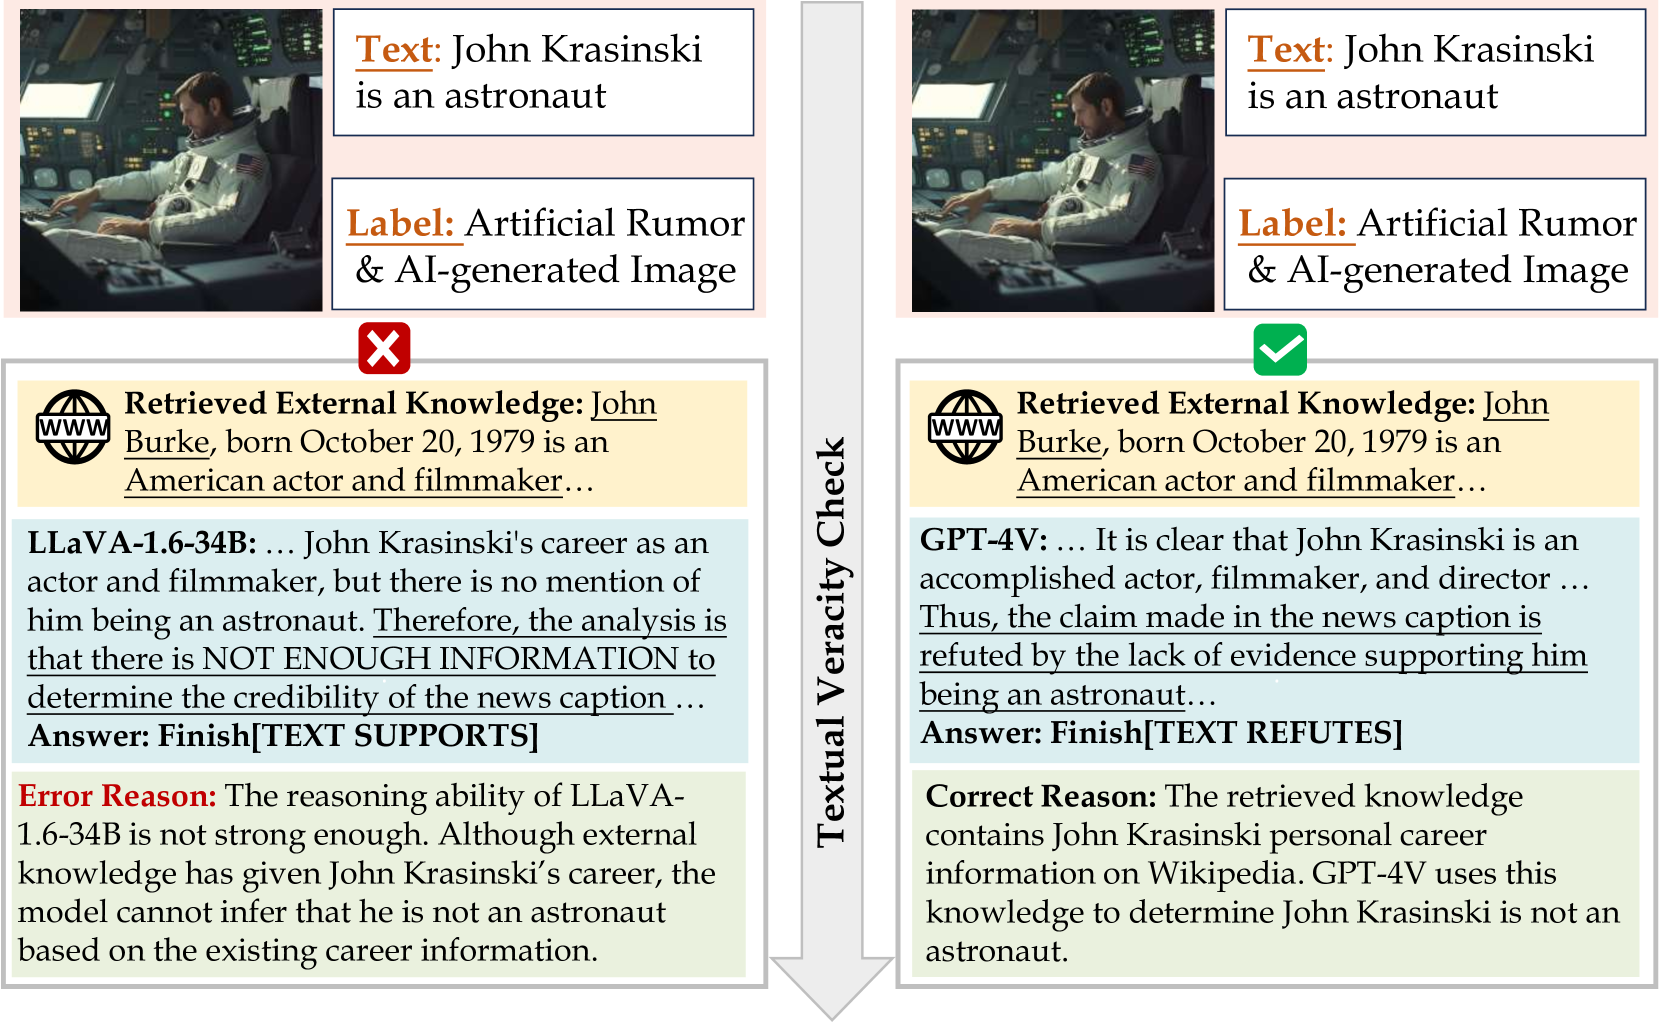 Text: John Krasinski
is an astronaut
Label: Artificial Rumor
& AI-generated Image
WWW
Retrieved External Knowledge: John
Burke, born October 20, 1979 is an
American actor and filmmaker...
LLaVA-1.6-34B: ... John Krasinski's career as an
actor and filmmaker, but there is no mention of
him being an astronaut. Therefore, the analysis is
that there is NOT ENOUGH INFORMATION to
determine the credibility of the news caption ...
Answer: Finish[TEXT SUPPORTS]
Error Reason: The reasoning ability of LLaVA-
1.6-34B is not strong enough. Although external
knowledge has given John Krasinski’s career, the
model cannot infer that he is not an astronaut
based on the existing career information.
Textual Veracity Check
Text: John Krasinski
is an astronaut
Label: Artificial Rumor
& AI-generated Image
WWW
Retrieved External Knowledge: John
Burke, born October 20, 1979 is an
American actor and filmmaker...
GPT-4V: ... It is clear that John Krasinski is an
accomplished actor, filmmaker, and director ...
Thus, the claim made in the news caption is
refuted by the lack of evidence supporting him
being an astronaut...
Answer: Finish[TEXT REFUTES]
Correct Reason: The retrieved knowledge
contains John Krasinski personal career
information on Wikipedia. GPT-4V uses this
knowledge to determine John Krasinski is not an
astronaut.